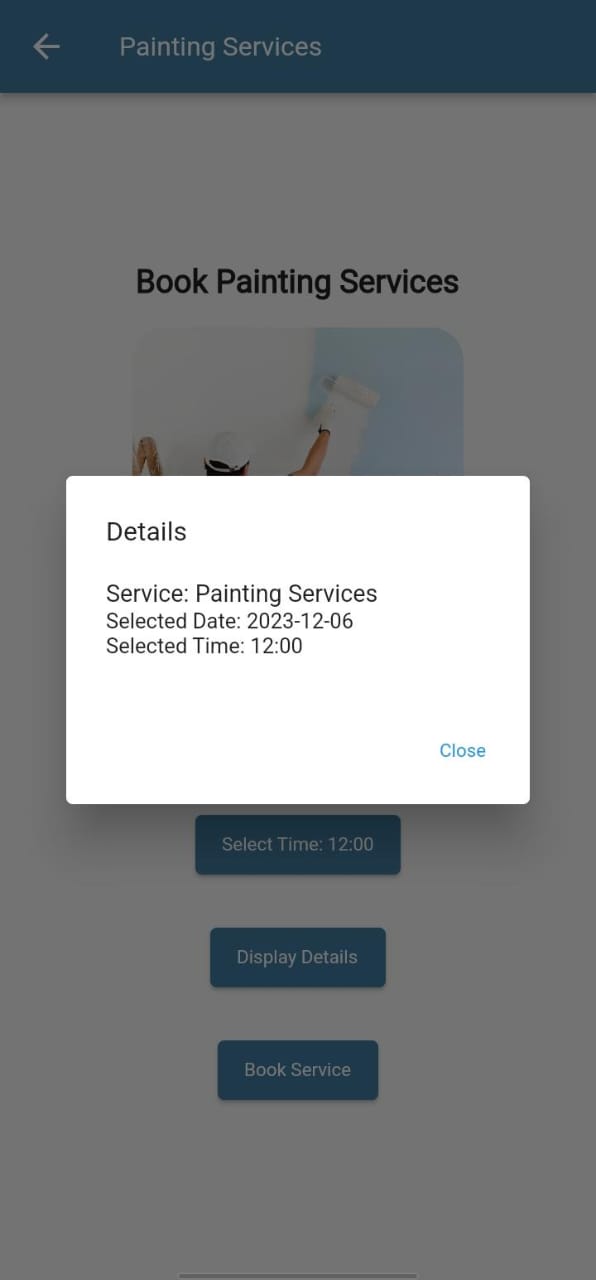 Painting Services
Book Painting Services
Details
Service: Painting Services
Selected Date: 2023-12-06
Selected Time: 12:00
Close
Select Time: 12:00
Display Details
Book Service